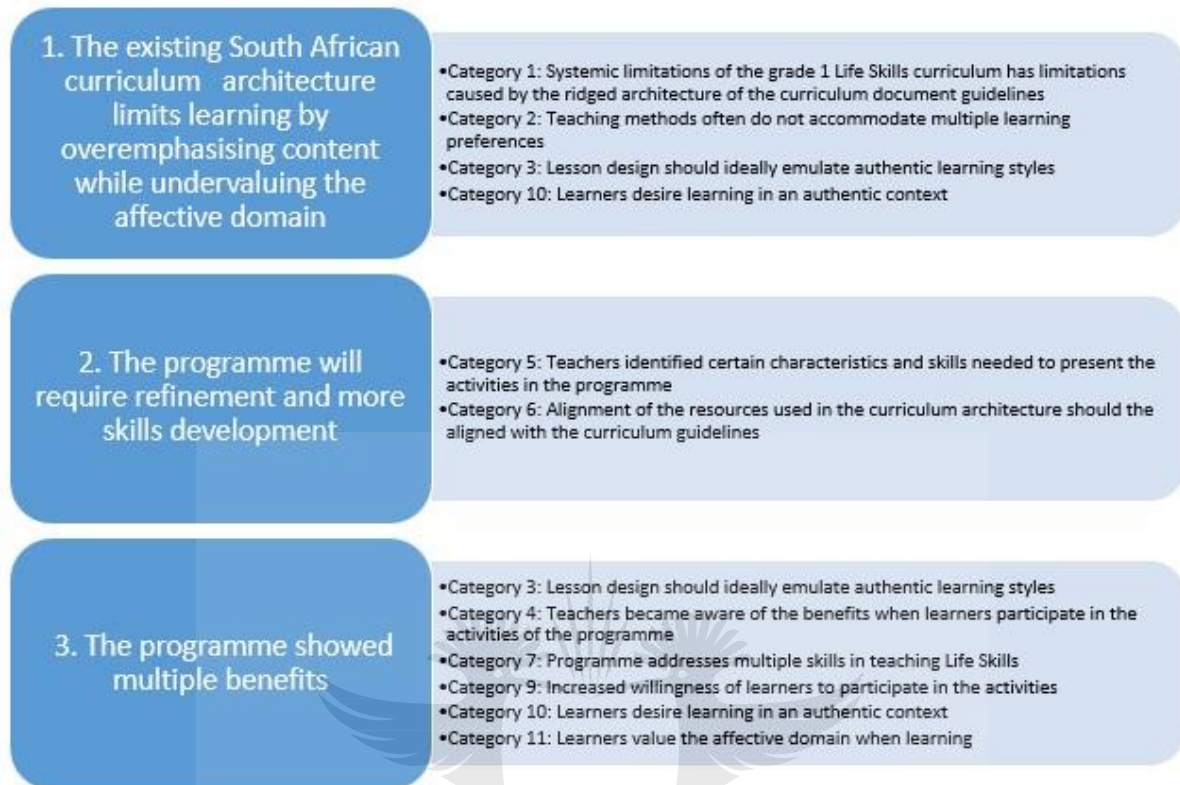 1. The existing South African
curriculum architecture
limits learning by
overemphasising content
while undervaluing the
affective domain
•Category 1: Systemic limitations of the grade 1 Life Skills curriculum has limitations
caused by the ridged architecture of the curriculum document guidelines
•Category 2: Teaching methods often do not accommodate multiple learning
preferences
•Category 3: Lesson design should ideally emulate authentic learning styles
•Category 10: Learners desire learning in an authentic context
2. The programme will
require refinement and more
skills development
•Category 5: Teachers identified certain characteristics and skills needed to present the
activities in the programme
•Category 6: Alignment of the resources used in the curriculum architecture should the
aligned with the curriculum guidelines
3. The programme showed
multiple benefits
•Category 3: Lesson design should ideally emulate authentic learning styles
•Category 4: Teachers became aware of the benefits when learners participate in the
activities of the programme
•Category 7: Programme addresses multiple skills in teaching Life Skills
•Category 9: Increased willingness of learners to participate in the activities
•Category 10: Learners desire learning in an authentic context
•Category 11: Learners value the affective domain when learning